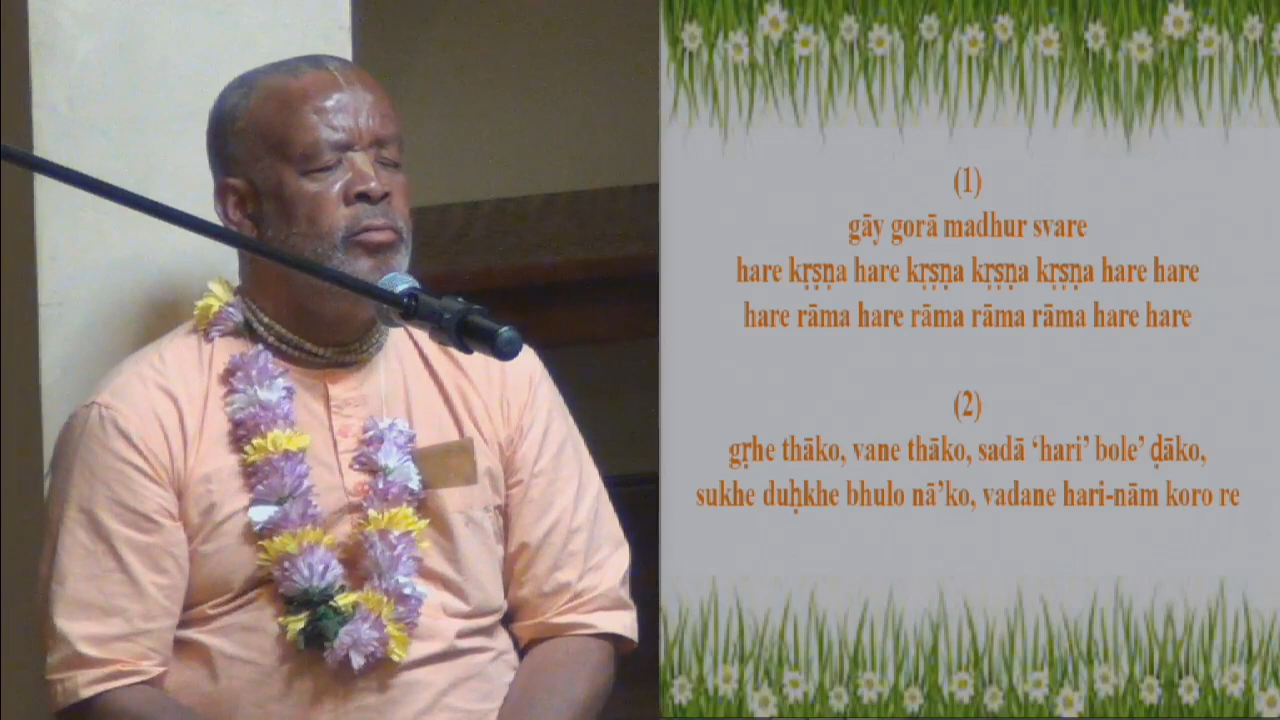 (1)
gāy gorā madhur svare
hare kṛṣṇa hare kṛṣṇa kṛṣṇa kṛṣṇa hare hare
hare rāma hare rāma rāma rāma hare hare
(2)
gṛhe thāko, vane thāko, sadā ‘hari’ bole’ ḍāko,
sukhe duḥkhe bhulo nā’ko, vadane hari-nām koro re